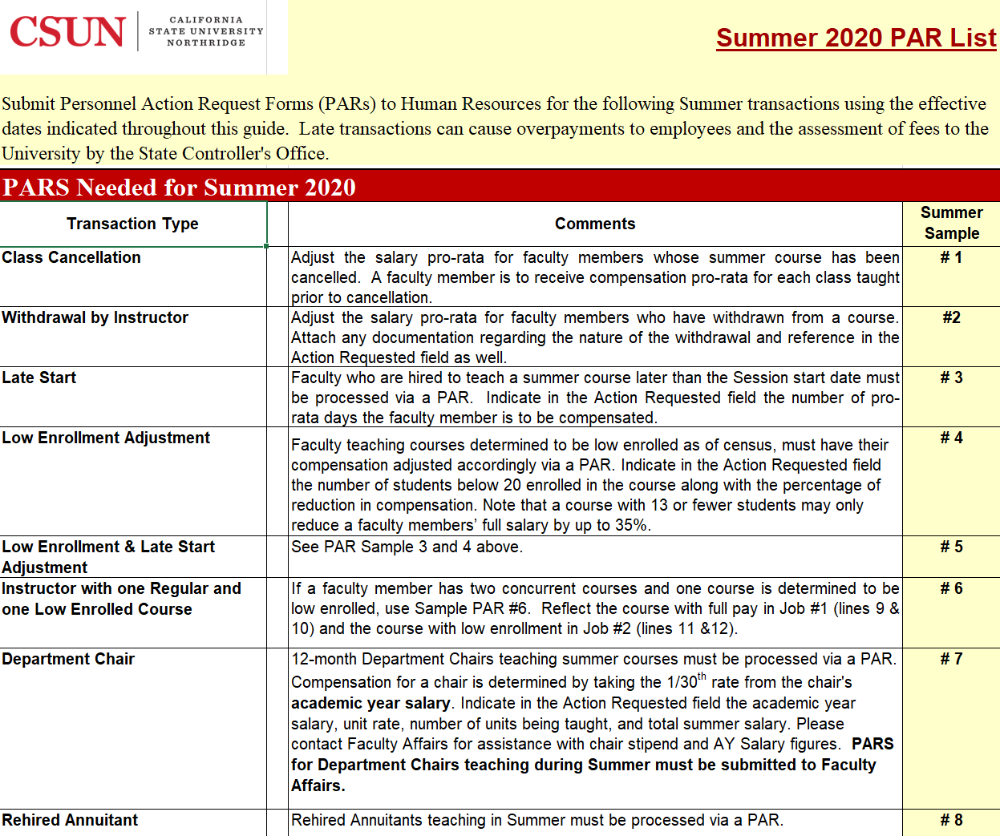 CSUN
CALIFORNIA
STATE UNIVERSITY
NORTHRIDGE
Summer 2020 PAR List
Submit Personnel Action Request Forms (PARs) to Human Resources for the following Summer transactions using the effective
dates indicated throughout this guide.  Late transactions can cause overpayments to employees and the assessment of fees to the
University by the State Controller's Office.
PARS Needed for Summer 2020
Transaction Type
Comments
Summer
Sample
Class Cancellation
Adjust the salary pro-rata for faculty members whose summer course has been
cancelled.  A faculty member is to receive compensation pro-rata for each class taught
prior to cancellation.
# 1
Withdrawal by Instructor
Adjust the salary pro-rata for faculty members who have withdrawn from a course.
Attach any documentation regarding the nature of the withdrawal and reference in the
Action Requested field as well.
#2
Late Start
Faculty who are hired to teach a summer course later than the Session start date must
be processed via a PAR.  Indicate in the Action Requested field the number of pro-
rata days the faculty member is to be compensated.
# 3
Low Enrollment Adjustment
Faculty teaching courses determined to be low enrolled as of census, must have their
compensation adjusted accordingly via a PAR. Indicate in the Action Requested field
the number of students below 20 enrolled in the course along with the percentage of
reduction in compensation. Note that a course with 13 or fewer students may only
reduce a faculty members’ full salary by up to 35%.
# 4
Low Enrollment & Late Start
Adjustment
See PAR Sample 3 and 4 above.
# 5
Instructor with one Regular and
one Low Enrolled Course
If a faculty member has two concurrent courses and one course is determined to be
low enrolled, use Sample PAR #6.  Reflect the course with full pay in Job #1 (lines 9 &
10) and the course with low enrollment in Job #2 (lines 11 &12).
# 6
Department Chair
12-month Department Chairs teaching summer courses must be processed via a PAR.
Compensation for a chair is determined by taking the 1/30th rate from the chair's
academic year salary. Indicate in the Action Requested field the academic year
salary, unit rate, number of units being taught, and total summer salary. Please
contact Faculty Affairs for assistance with chair stipend and AY Salary figures.  PARS
for Department Chairs teaching during Summer must be submitted to Faculty
Affairs.
# 7
Rehired Annuitant
Rehired Annuitants teaching in Summer must be processed via a PAR.
# 8